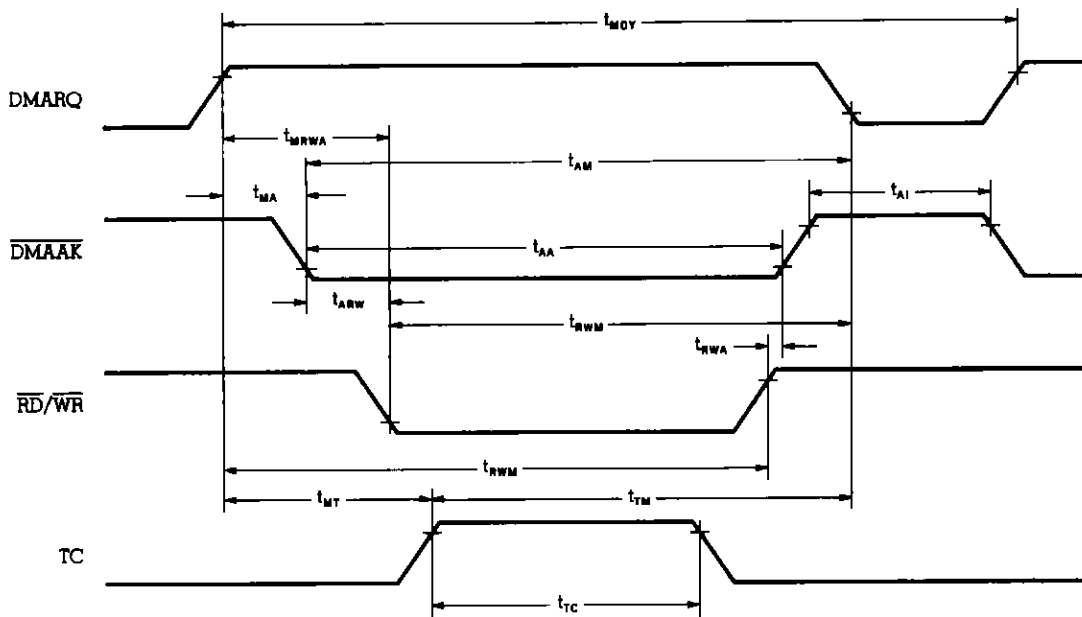 tMCY
DMARQ
tMRWA
tAM
tMA
tAI
DMAAK
tAA
tARW
tRWM
tRWA
RD/WR
tRWM
tMT
tTM
TC
tTC